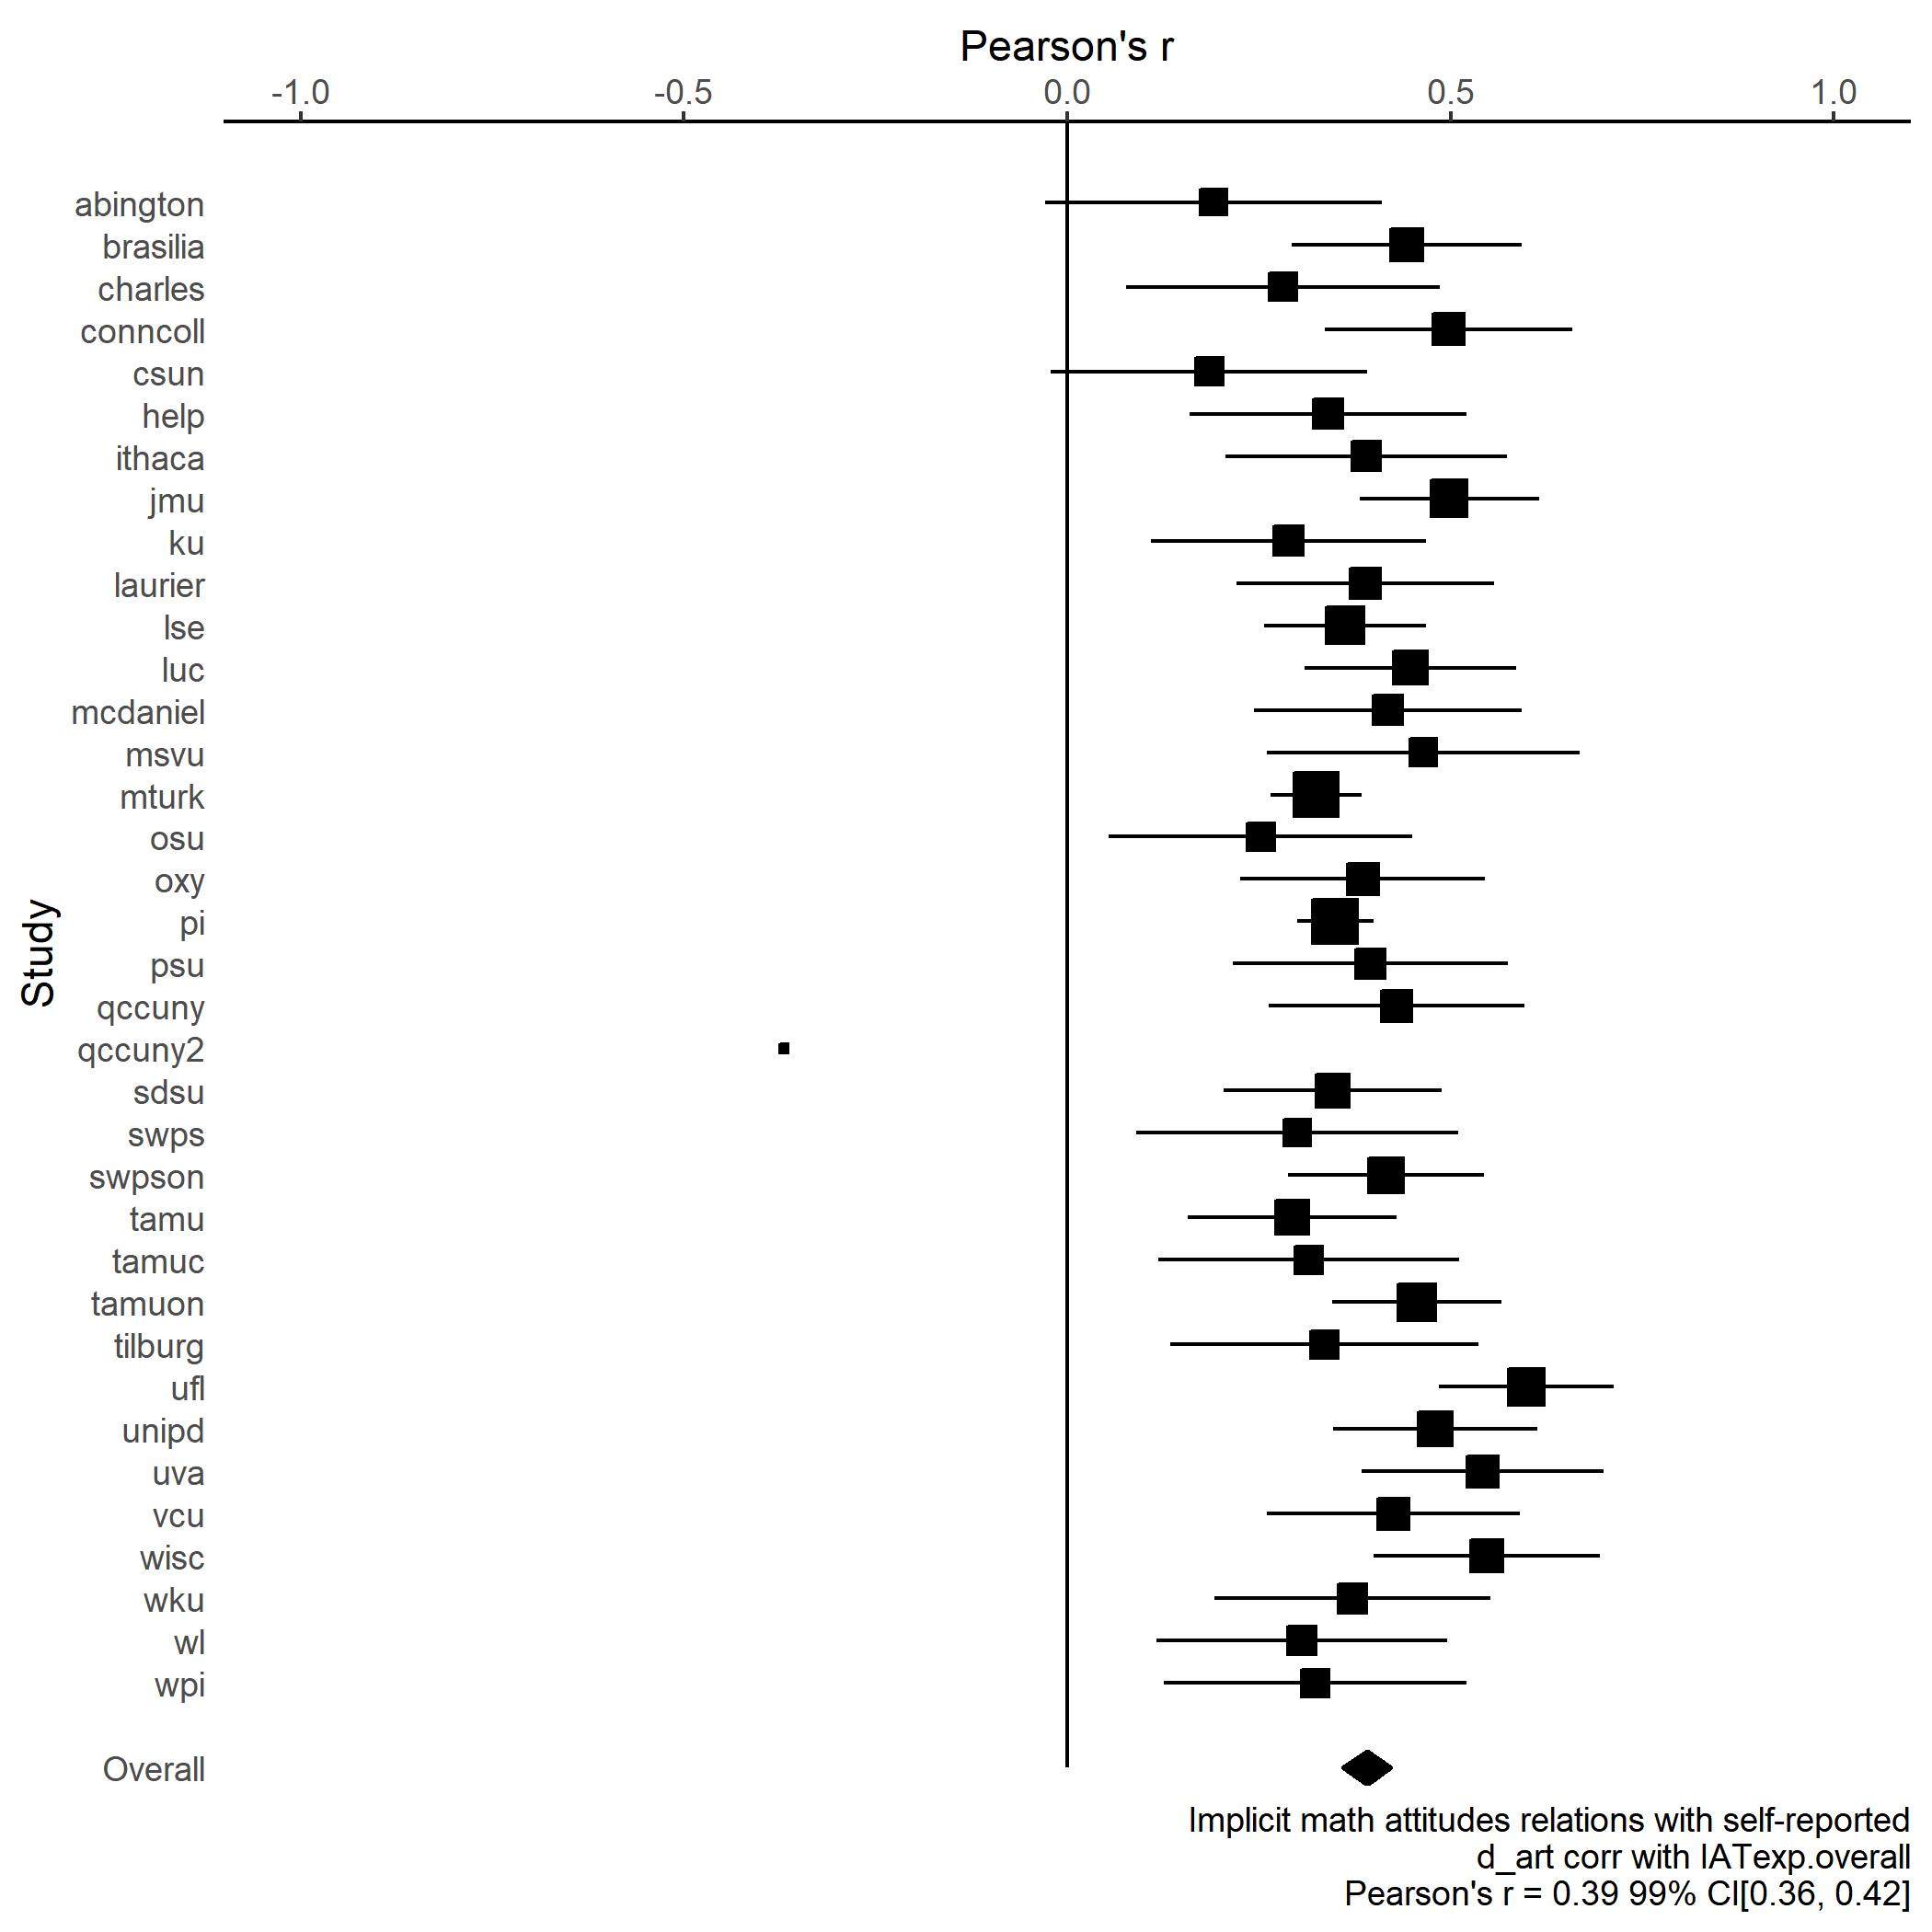 Pearson's r
-1.0 -0.5 0.0 0.5 1.0
abington
brasilia
charles
conncoll
csun
help
ithaca
jmu
ku
laurier
lse
luc
mcdaniel
msvu
mturk
osu
oxy
pi
psu
qccuny
qccuny2
sdsu
swps
swpson
tamu
tamuc
tamuon
tilburg
ufl
unipd
uva
vcu
wisc
wku
wl
wpi
Overall
Study
Implicit math attitudes relations with self-reported
d_art corr with IATexp.overall
Pearson's r = 0.39 99% CI[0.36, 0.42]